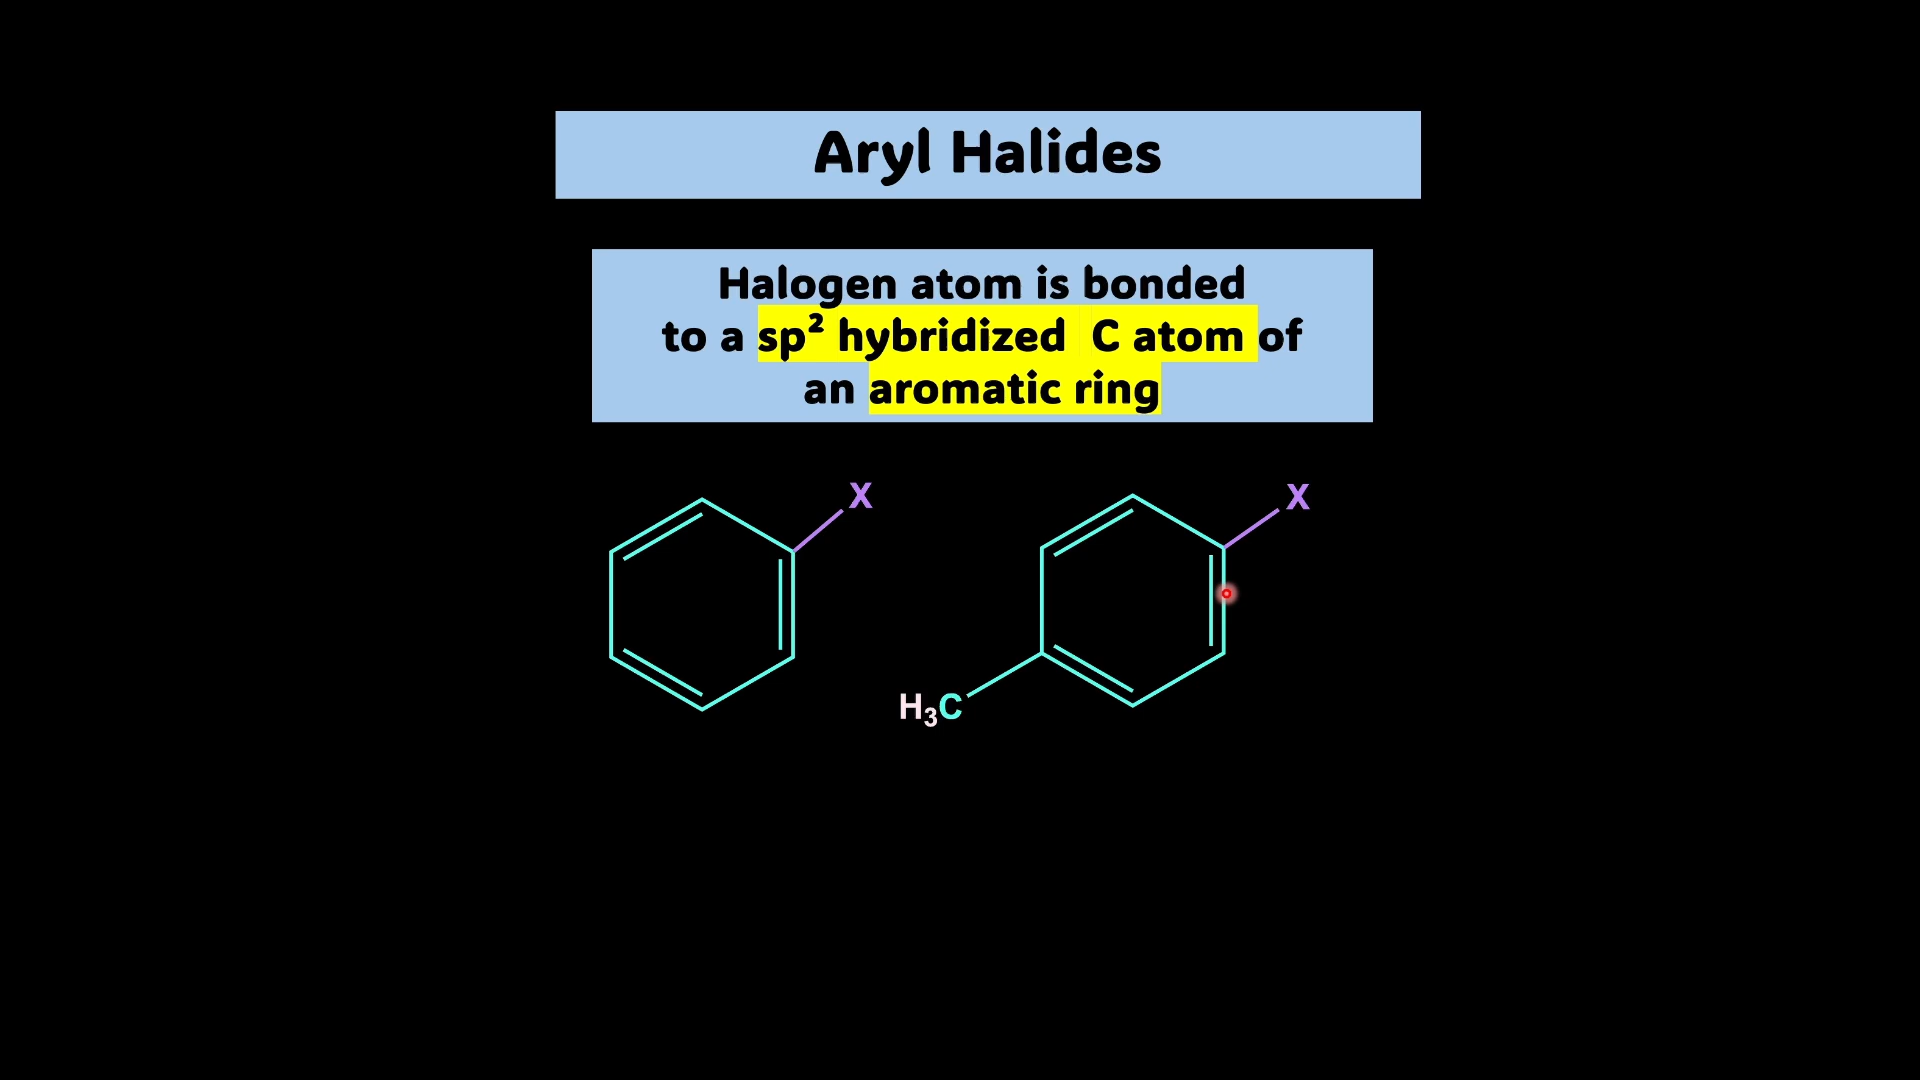 Aryl Halides
Halogen atom is bonded
to a sp² hybridized C atom of
an aromatic ring
X
X
H₃C